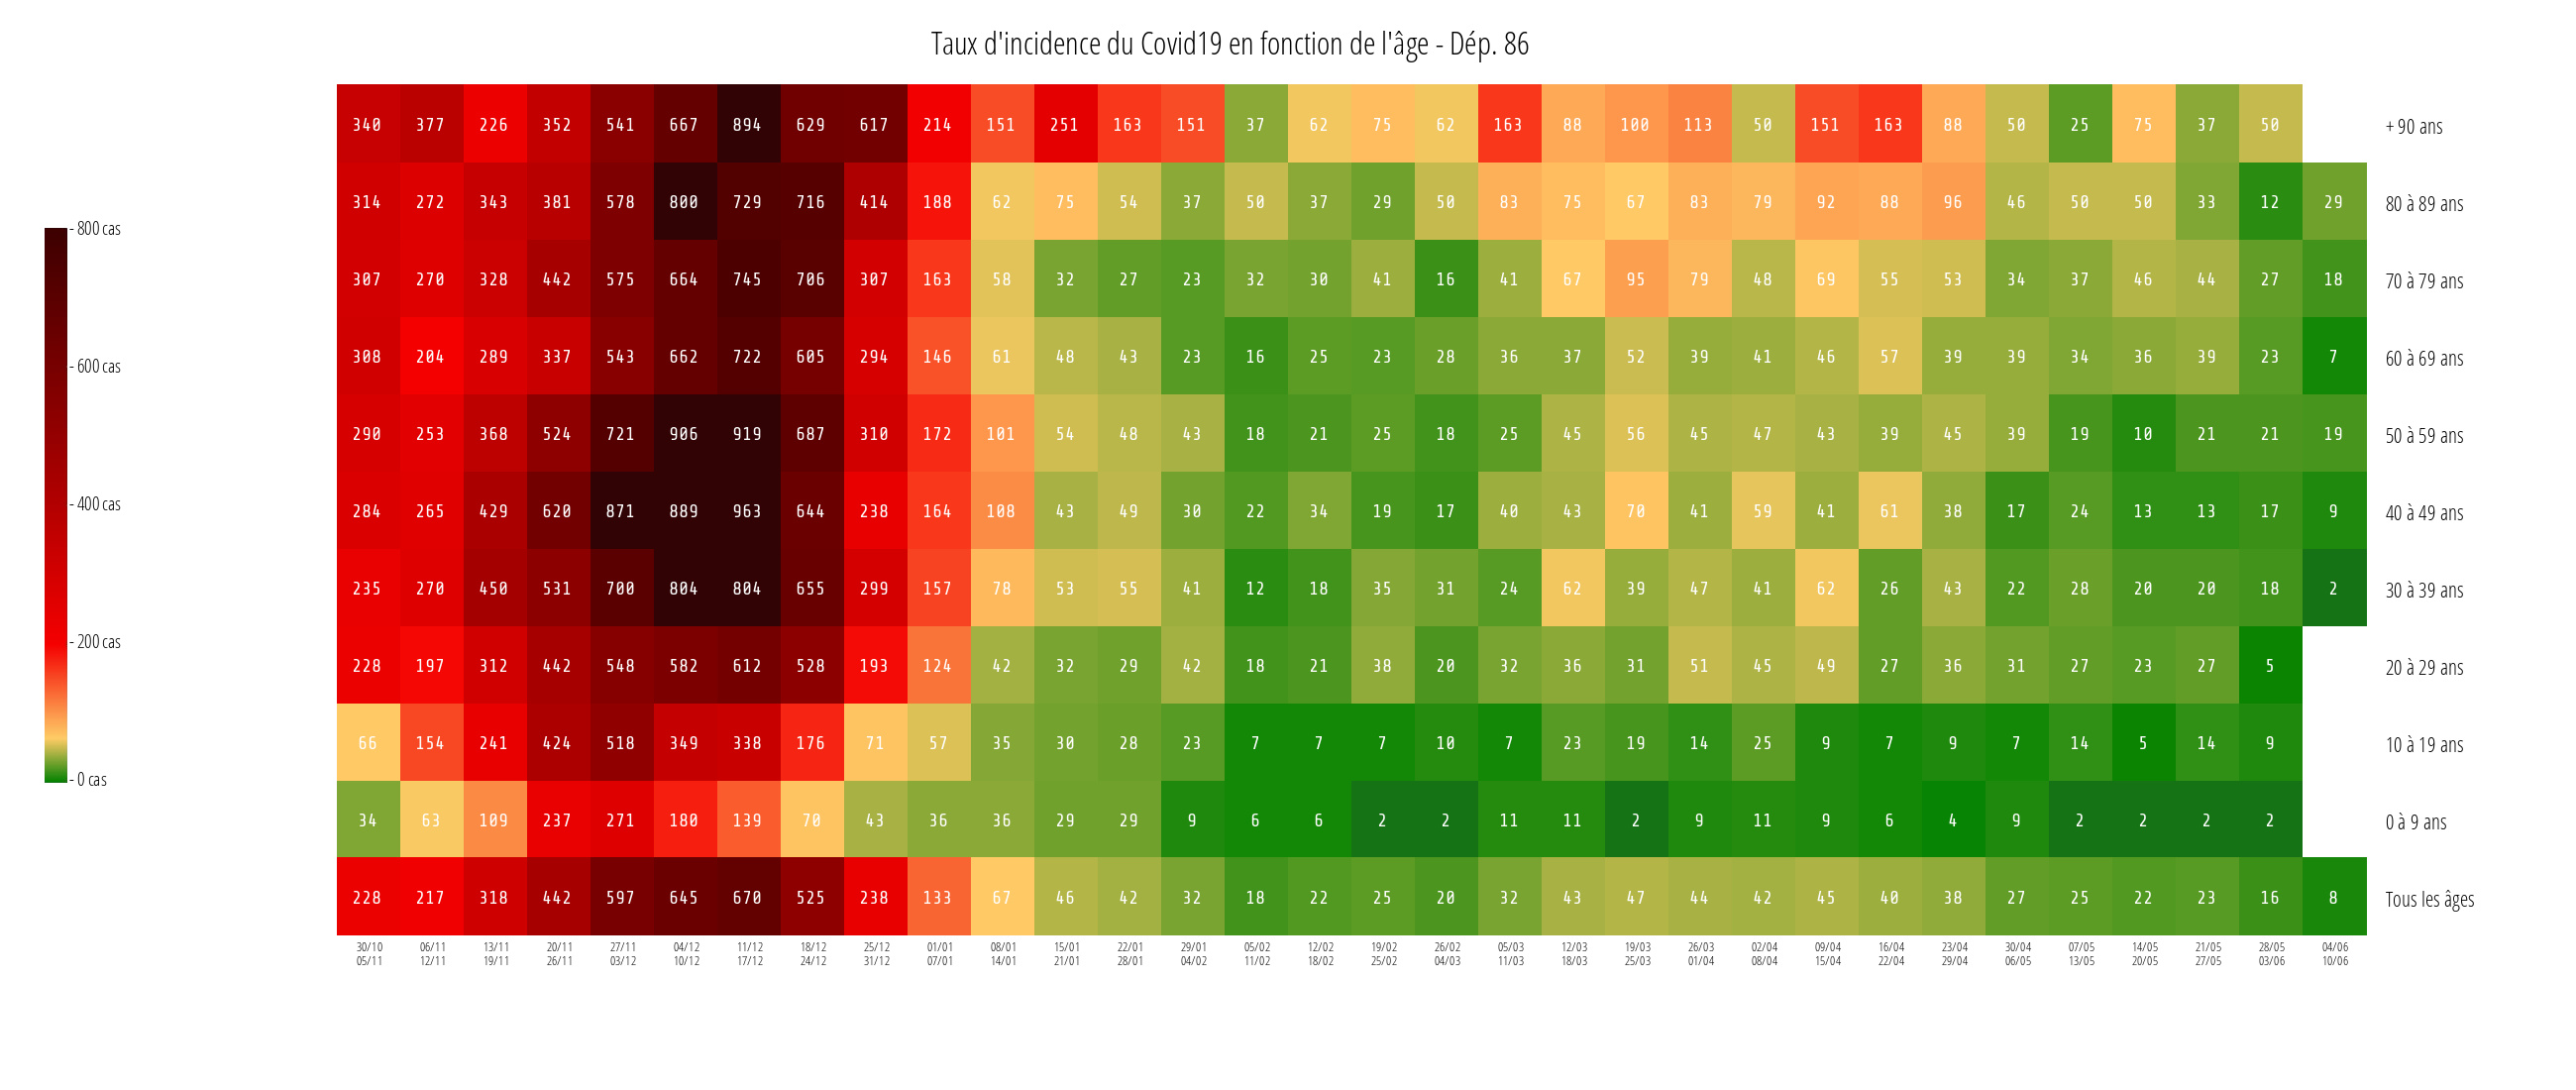 Taux d'incidence du Covid19 en fonction de l'âge - Dép. 86
- 800 cas
- 600 cas
- 400 cas
- 200 cas
- 0 cas
340 377 226 352 541 667 894 629 617 214 151 251 163 151 37 62 75 62 163 88 100 113 50 151 163 88 50 25 75 37 50 + 90 ans
314 272 343 381 578 800 729 716 414 188 62 75 54 37 50 37 29 50 83 75 67 83 79 92 88 96 46 50 50 33 12 29 80 à 89 ans
307 270 328 442 575 664 745 706 307 163 58 32 27 23 32 30 41 16 41 67 95 79 48 69 55 53 34 37 46 44 27 18 70 à 79 ans
308 204 289 337 543 662 722 605 294 146 61 48 43 23 16 25 23 28 36 37 52 39 41 46 57 39 39 34 36 39 23 7 60 à 69 ans
290 253 368 524 721 906 919 687 310 172 101 54 48 43 18 21 25 18 25 45 56 45 47 43 39 45 39 19 10 21 21 19 50 à 59 ans
284 265 429 620 871 889 963 644 238 164 108 43 49 30 22 34 19 17 40 43 70 41 59 41 61 38 17 24 13 13 17 9 40 à 49 ans
235 270 450 531 700 804 804 655 299 157 78 53 55 41 12 18 35 31 24 62 39 47 41 62 26 43 22 28 20 20 18 2 30 à 39 ans
228 197 312 442 548 582 612 528 193 124 42 32 29 42 18 21 38 20 32 36 31 51 45 49 27 36 31 27 23 27 5 20 à 29 ans
66 154 241 424 518 349 338 176 71 57 35 30 28 23 7 7 7 10 7 23 19 14 25 9 7 9 7 14 5 14 9 10 à 19 ans
34 63 109 237 271 180 139 70 43 36 36 29 29 9 6 6 2 2 11 11 2 9 11 9 6 4 9 2 2 2 2 0 à 9 ans
228 217 318 442 597 645 670 525 238 133 67 46 42 32 18 22 25 20 32 43 47 44 42 45 40 38 27 25 22 23 16 8 Tous les âges
30/10 06/11 13/11 20/11 27/11 04/12 11/12 18/12 25/12 01/01 08/01 15/01 22/01 29/01 05/02 12/02 19/02 26/02 05/03 12/03 19/03 26/03 02/04 09/04 16/04 23/04 30/04 07/05 14/05 21/05 28/05 04/06
05/11 12/11 19/11 26/11 03/12 10/12 17/12 24/12 31/12 07/01 14/01 21/01 28/01 04/02 11/02 18/02 25/02 04/03 11/03 18/03 25/03 01/04 08/04 15/04 22/04 29/04 06/05 13/05 20/05 27/05 03/06 10/06